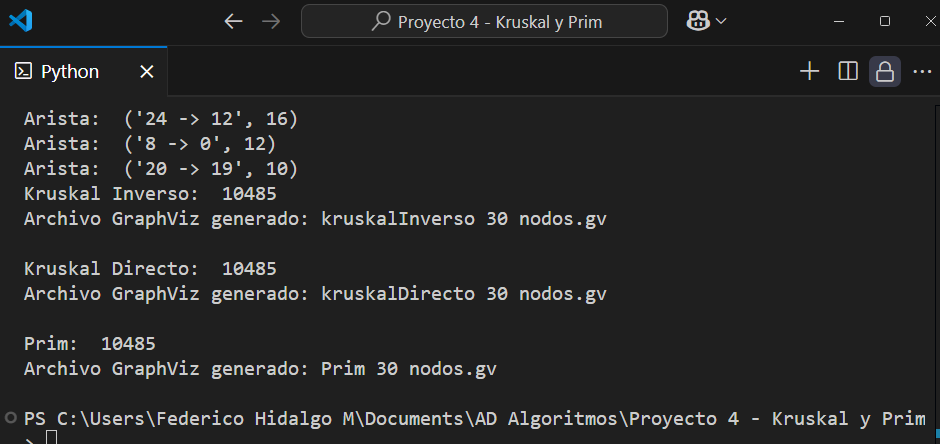 Proyecto 4 - Kruskal y Prim
Python
Arista:  ('24 -> 12', 16)
Arista:  ('8 -> 0', 12)
Arista:  ('20 -> 19', 10)
Kruskal Inverso:  10485
Archivo GraphViz generado: kruskalInverso 30 nodos.gv
Kruskal Directo:  10485
Archivo GraphViz generado: kruskalDirecto 30 nodos.gv
Prim:  10485
Archivo GraphViz generado: Prim 30 nodos.gv
PS C:\Users\Federico Hidalgo M\Documents\AD Algoritmos\Proyecto 4 - Kruskal y Prim
>